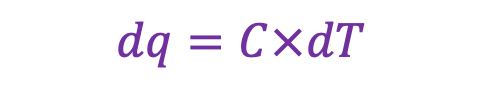 dq = C×dT